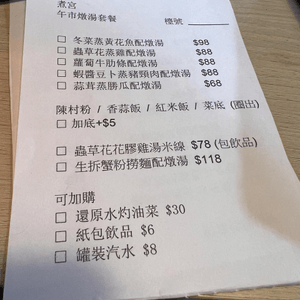 煮宮
午市燉湯套餐 檯號
□ 冬菜蒸黃花魚配燉湯 $98
□ 蟲草花蒸雞配燉湯 $88
□ 蘿蔔牛肋條配燉湯 $88
□ 蝦醬豆卜蒸豬頸肉配燉湯 $88
□ 蒜茸蒸勝瓜配燉湯 $68
陳村粉 / 香蒜飯 / 紅米飯 / 菜底 (圈出)
□ 加底+$5
□ 蟲草花花膠雞湯米線 $78 (包飲品)
□ 生拆蟹粉撈麵配燉湯 $118
可加購
□ 還原水灼油菜 $30
□ 紙包飲品 $6
□ 罐裝汽水 $8